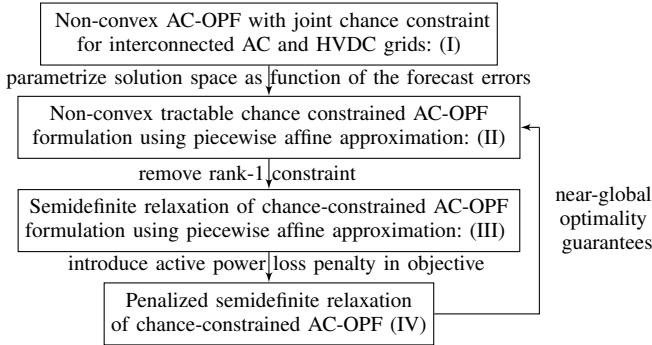 Non-convex AC-OPF with joint chance constraint
for interconnected AC and HVDC grids: (I)
parametrize solution space as function of the forecast errors
Non-convex tractable chance constrained AC-OPF
formulation using piecewise affine approximation: (II)
remove rank-1 constraint
Semidefinite relaxation of chance-constrained AC-OPF
formulation using piecewise affine approximation: (III)
introduce active power loss penalty in objective
Penalized semidefinite relaxation
of chance-constrained AC-OPF (IV)
near-global
optimality
guarantees